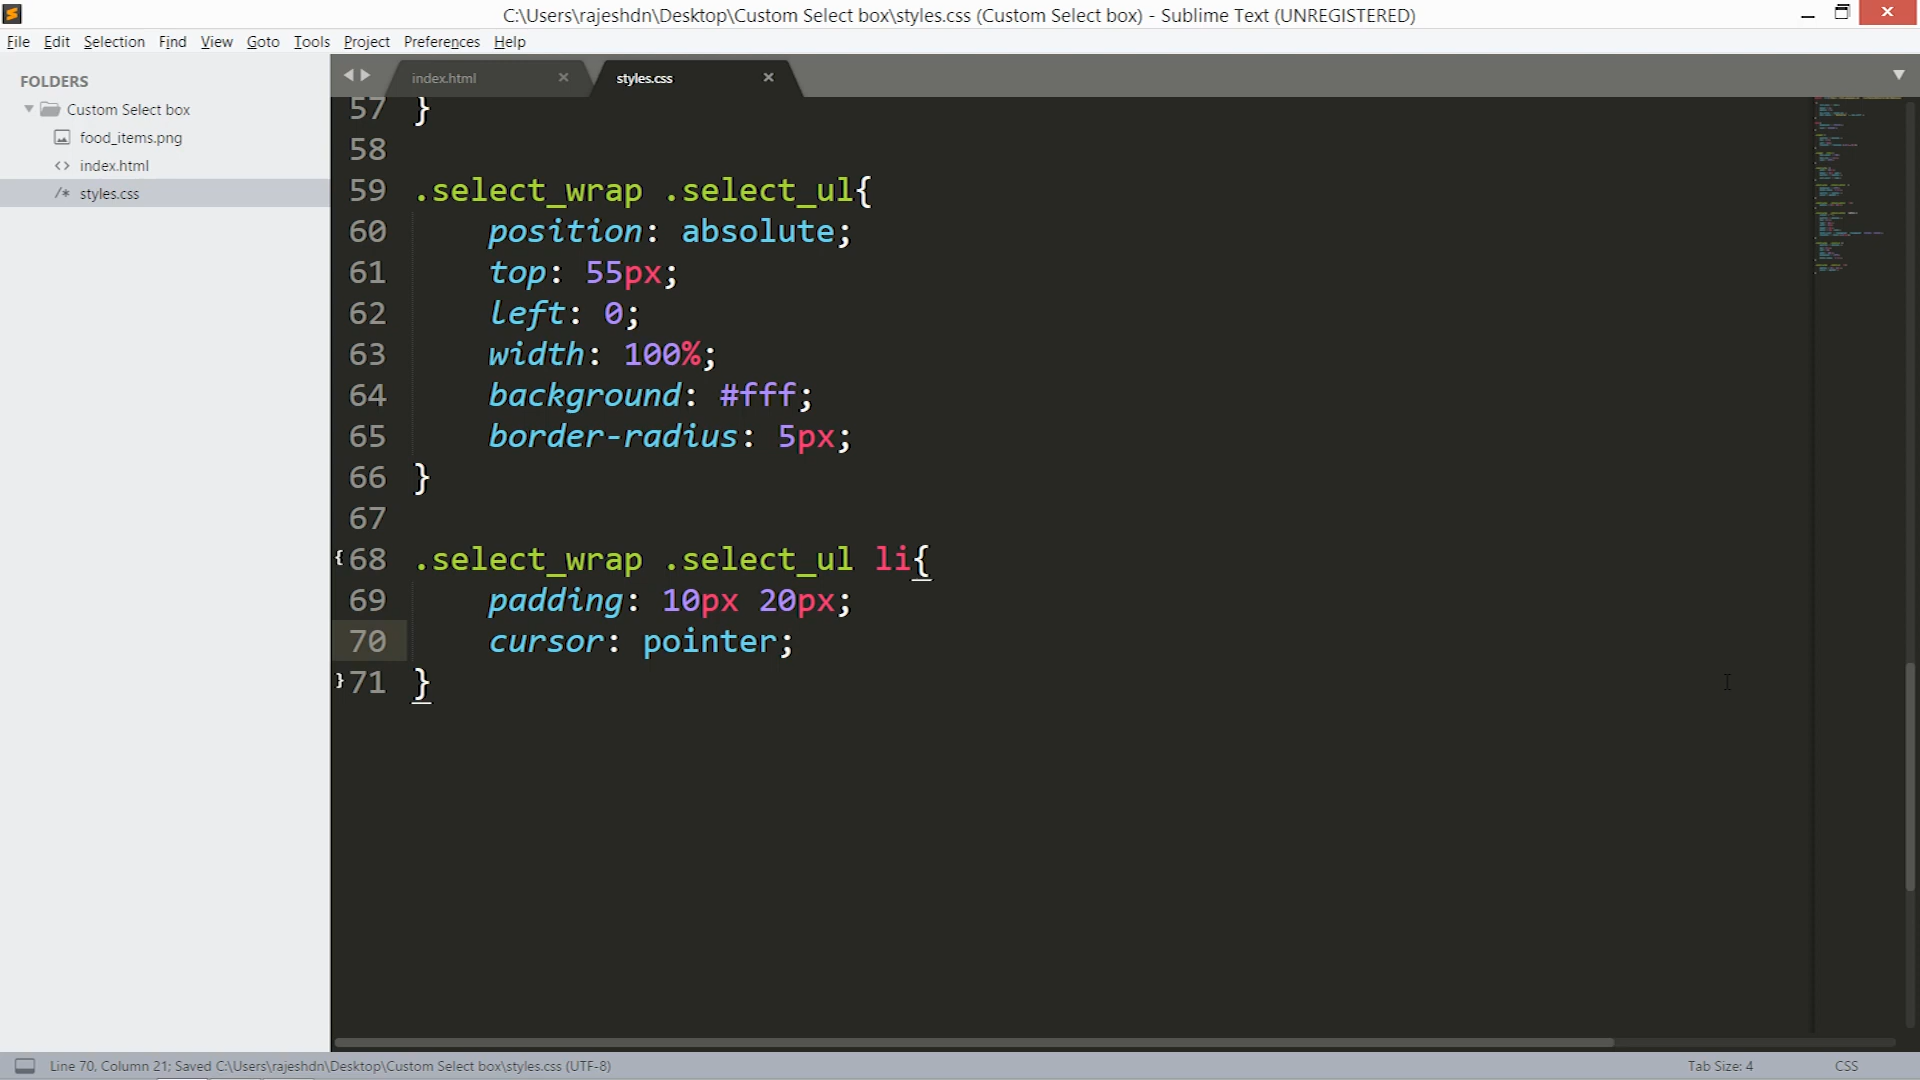 C:\Users\rajeshdn\Desktop\Custom Select box\styles.css (Custom Select box) - Sublime Text (UNREGISTERED)
File Edit Selection Find View Goto Tools Project Preferences Help
FOLDERS
Custom Select box
food_items.png
<> index.html
/* styles.css
index.html × styles.css ×
57 }
58
59 .select_wrap .select_ul{
60 position: absolute;
61 top: 55px;
62 left: 0;
63 width: 100%;
64 background: #fff;
65 border-radius: 5px;
66 }
67
68 .select_wrap .select_ul li{
69 padding: 10px 20px;
70 cursor: pointer;
71 }
Line 70, Column 21; Saved C:\Users\rajeshdn\Desktop\Custom Select box\styles.css (UTF-8)
Tab Size: 4 CSS